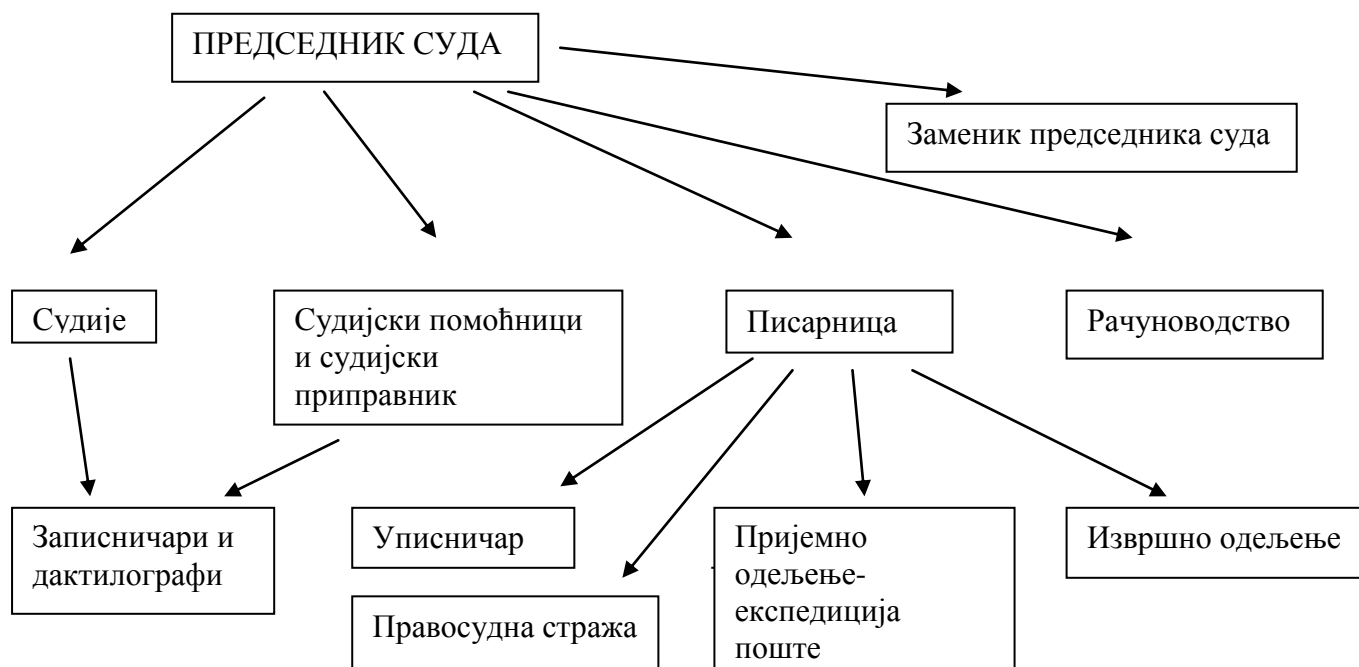 ПРЕДСЕДНИК СУДА
Заменик председника суда
Судије
Судијски помоћници
и судијски
приправник
Писарница
Рачуноводство
Записничари и
дактилографи
Уписничар
Правосудна стража
Пријемно
одељење-
експедиција
поште
Извршно одељење